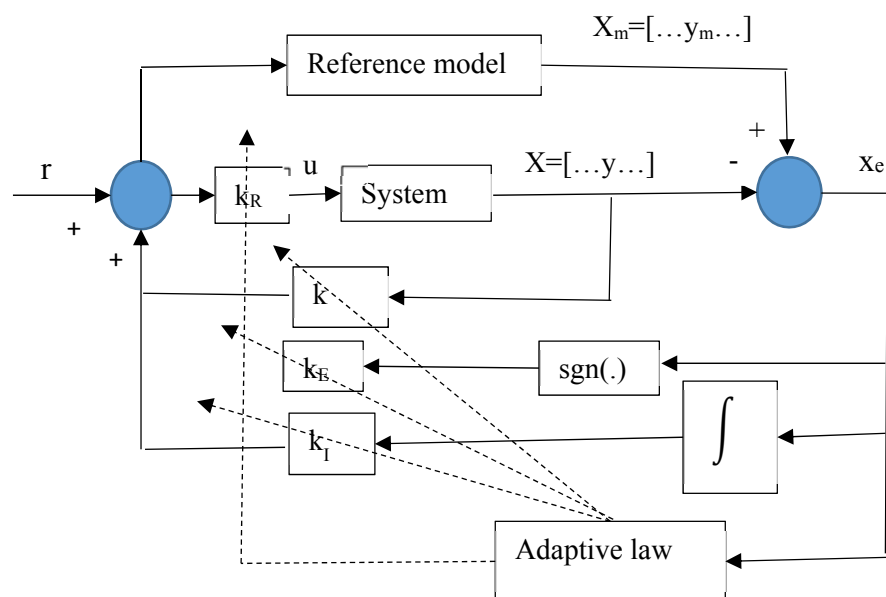 Xm=[…ym…]
Reference model
+
r
kR
u
System
X=[…y…]
-
xe
+
+
k
kE
sgn(.)
kI
∫
Adaptive law